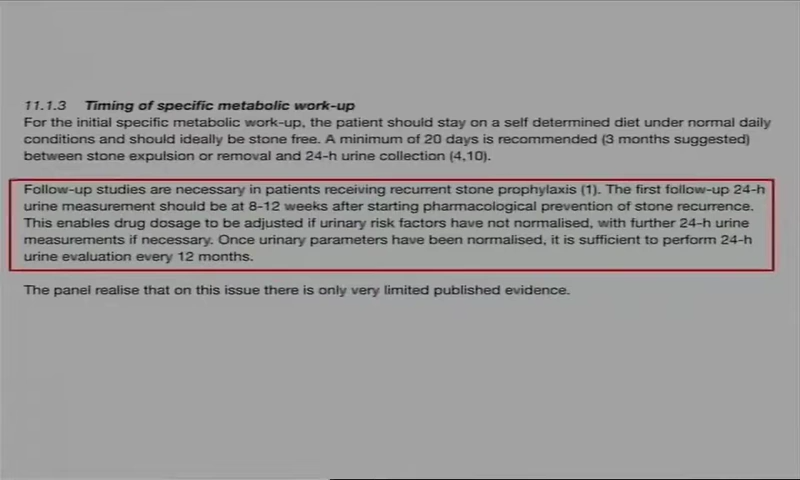 11.1.3 Timing of specific metabolic work-up
For the initial specific metabolic work-up, the patient should stay on a self determined diet under normal daily
conditions and should ideally be stone free. A minimum of 20 days is recommended (3 months suggested)
between stone expulsion or removal and 24-h urine collection (4,10).
Follow-up studies are necessary in patients receiving recurrent stone prophylaxis (1). The first follow-up 24-h
urine measurement should be at 8-12 weeks after starting pharmacological prevention of stone recurrence.
This enables drug dosage to be adjusted if urinary risk factors have not normalised, with further 24-h urine
measurements if necessary. Once urinary parameters have been normalised, it is sufficient to perform 24-h
urine evaluation every 12 months.
The panel realise that on this issue there is only very limited published evidence.